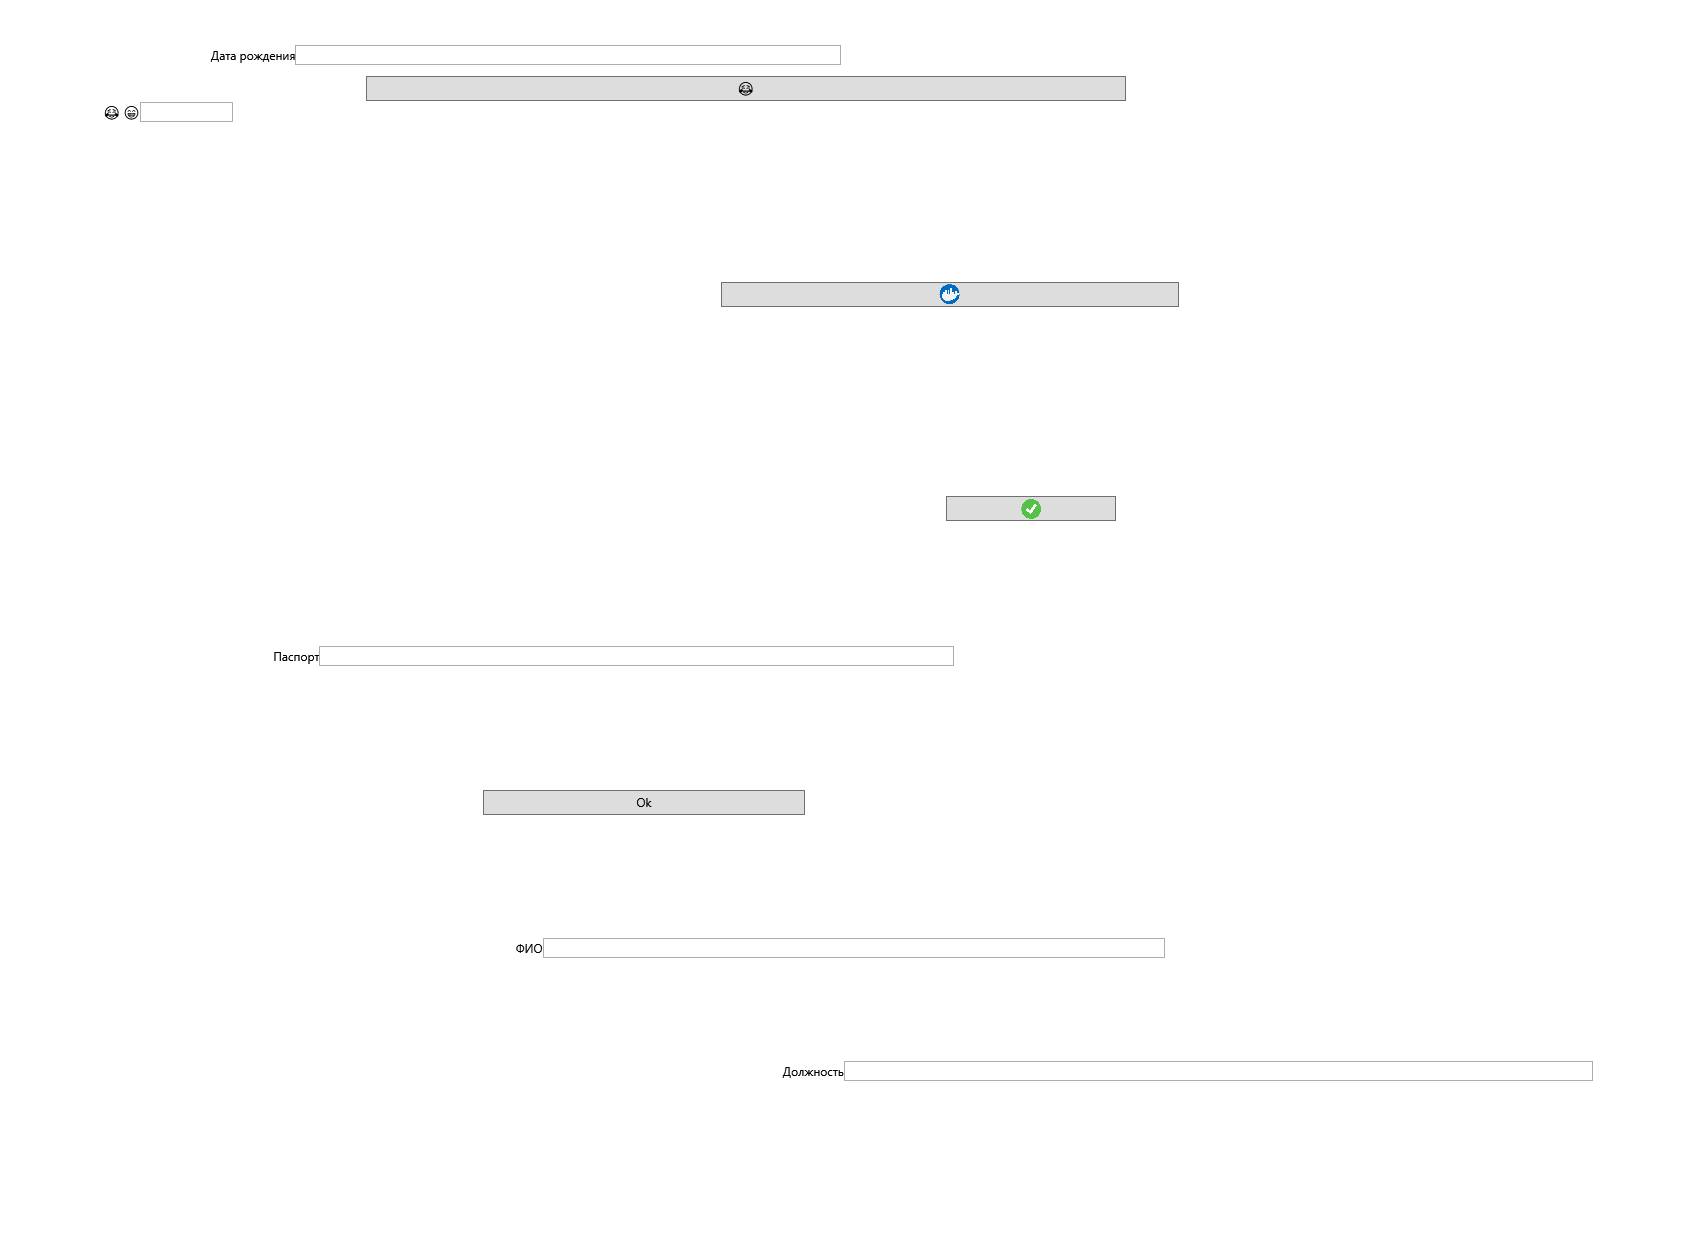 Дата рождения
🤩
🤩 😁
Паспорт
Ok
ФИО
Должность